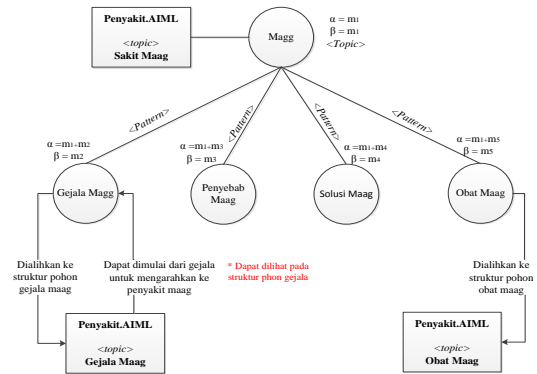 Penyakit.AIML
<topic>
Sakit Maag
Magg
α = m1
β = m1
<Topic>
<Pattern>
<Pattern>
<Pattern>
<Pattern>
α =m1+m2
β = m2
α =m1+m3
β = m3
α =m1+m4
β = m4
α =m1+m5
β = m5
Gejala Magg
Penyebab
Maag
Solusi Maag
Obat Maag
Dialihkan ke
struktur pohon
gejala maag
Dapat dimulai dari gejala
untuk mengarahkan ke
penyakit maag
* Dapat dilihat pada
struktur phon gejala
Dialihkan ke
struktur pohon
obat maag
Penyakit.AIML
<topic>
Gejala Maag
Penyakit.AIML
<topic>
Obat Maag